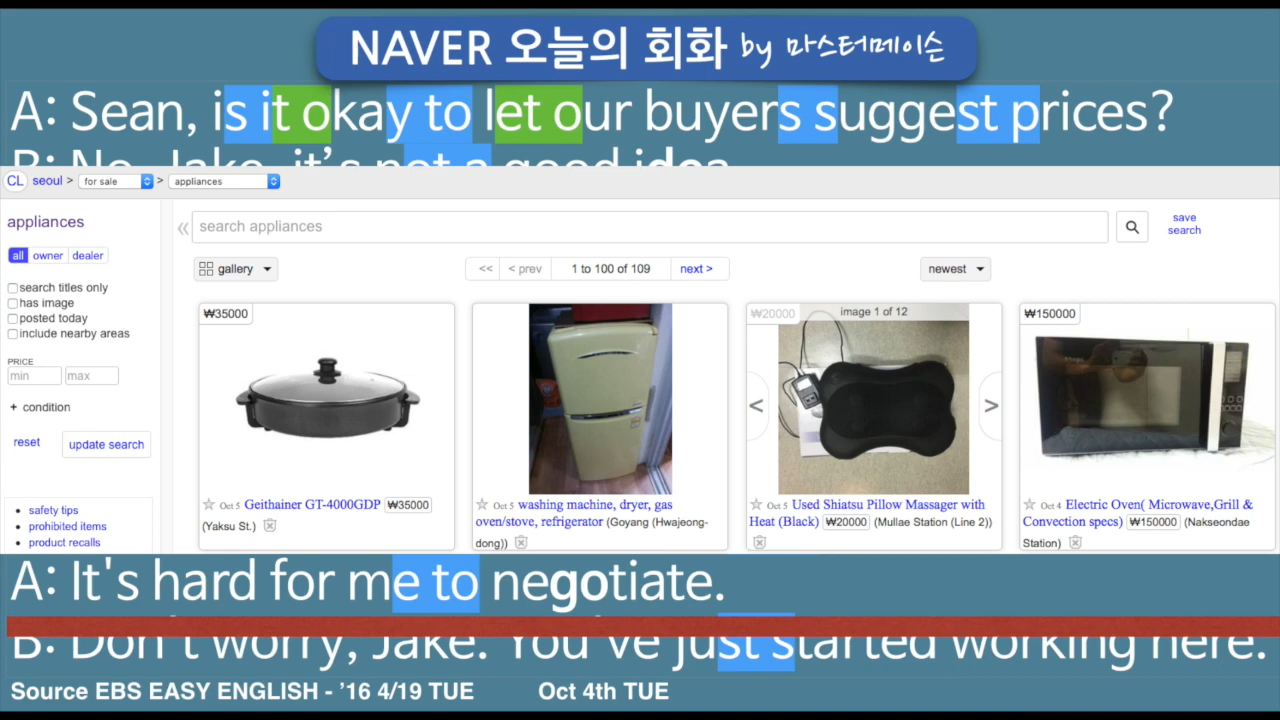 NAVER 오늘의 회화 by 마스터메이슨
A: Sean, is it okay to let our buyers suggest prices?
B: No, Jake, it's not a good idea.
CL seoul > for sale > appliances
appliances
« search appliances
save search
all owner dealer
gallery
<< < prev 1 to 100 of 109 next >
newest
search titles only
has image
posted today
include nearby areas
PRICE
min max
+ condition
reset update search
safety tips
prohibited items
product recalls
₩35000
Oct 5 Geithainer GT-4000GDP ₩35000
(Yaksu St.)
Oct 5 washing machine, dryer, gas
oven/stove, refrigerator (Goyang (Hwajeong-
dong))
₩20000
image 1 of 12
< >
Oct 5 Used Shiatsu Pillow Massager with
Heat (Black) ₩20000 (Mullae Station (Line 2))
₩150000
Oct 4 Electric Oven( Microwave,Grill &
Convection specs) ₩150000 (Nakseondae
Station)
A: It's hard for me to negotiate.
B: Don't worry, Jake. You've just started working here.
Source EBS EASY ENGLISH - '16 4/19 TUE Oct 4th TUE